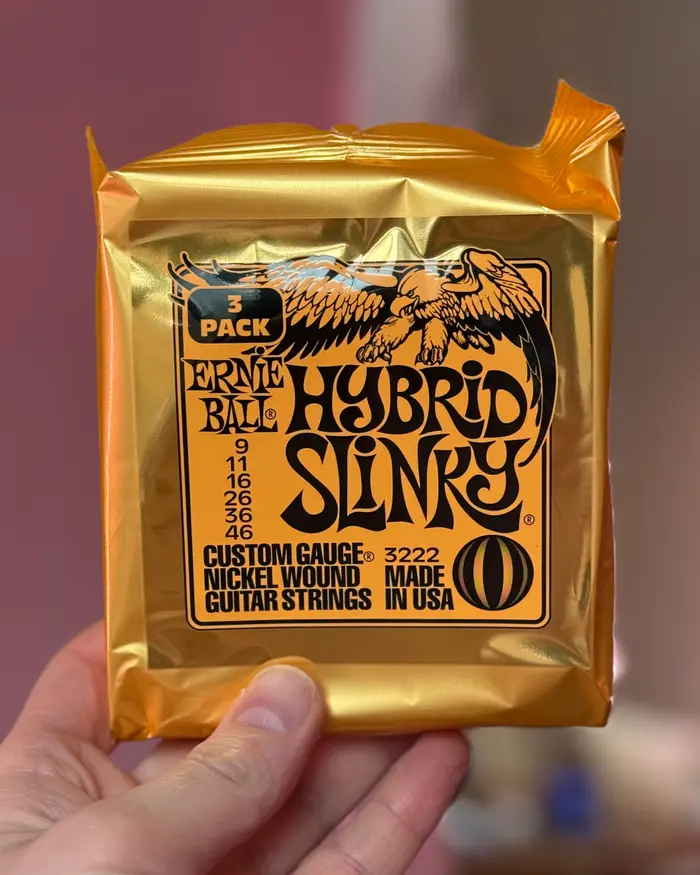 3
PACK
ERNIE
BALL®
HYBRID
SLINKY®
9
11
16
26
36
46
CUSTOM GAUGE®
NICKEL WOUND
GUITAR STRINGS
3222
MADE
IN USA